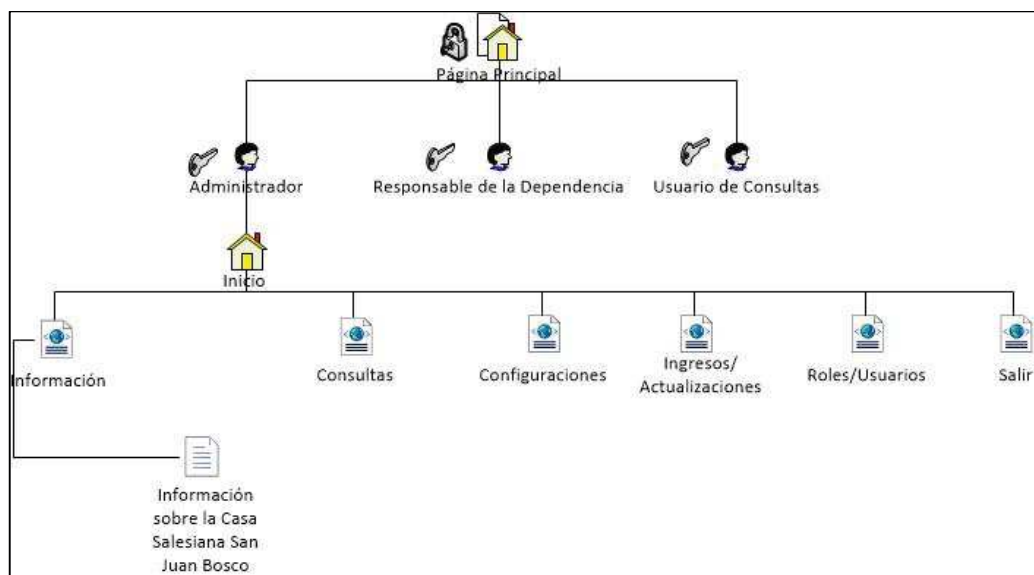 Página Principal
Administrador
Responsable de la Dependencia
Usuario de Consultas
Inicio
Información
Consultas
Configuraciones
Ingresos/
Actualizaciones
Roles/Usuarios
Salir
Información
sobre la Casa
Salesiana San
Juan Bosco